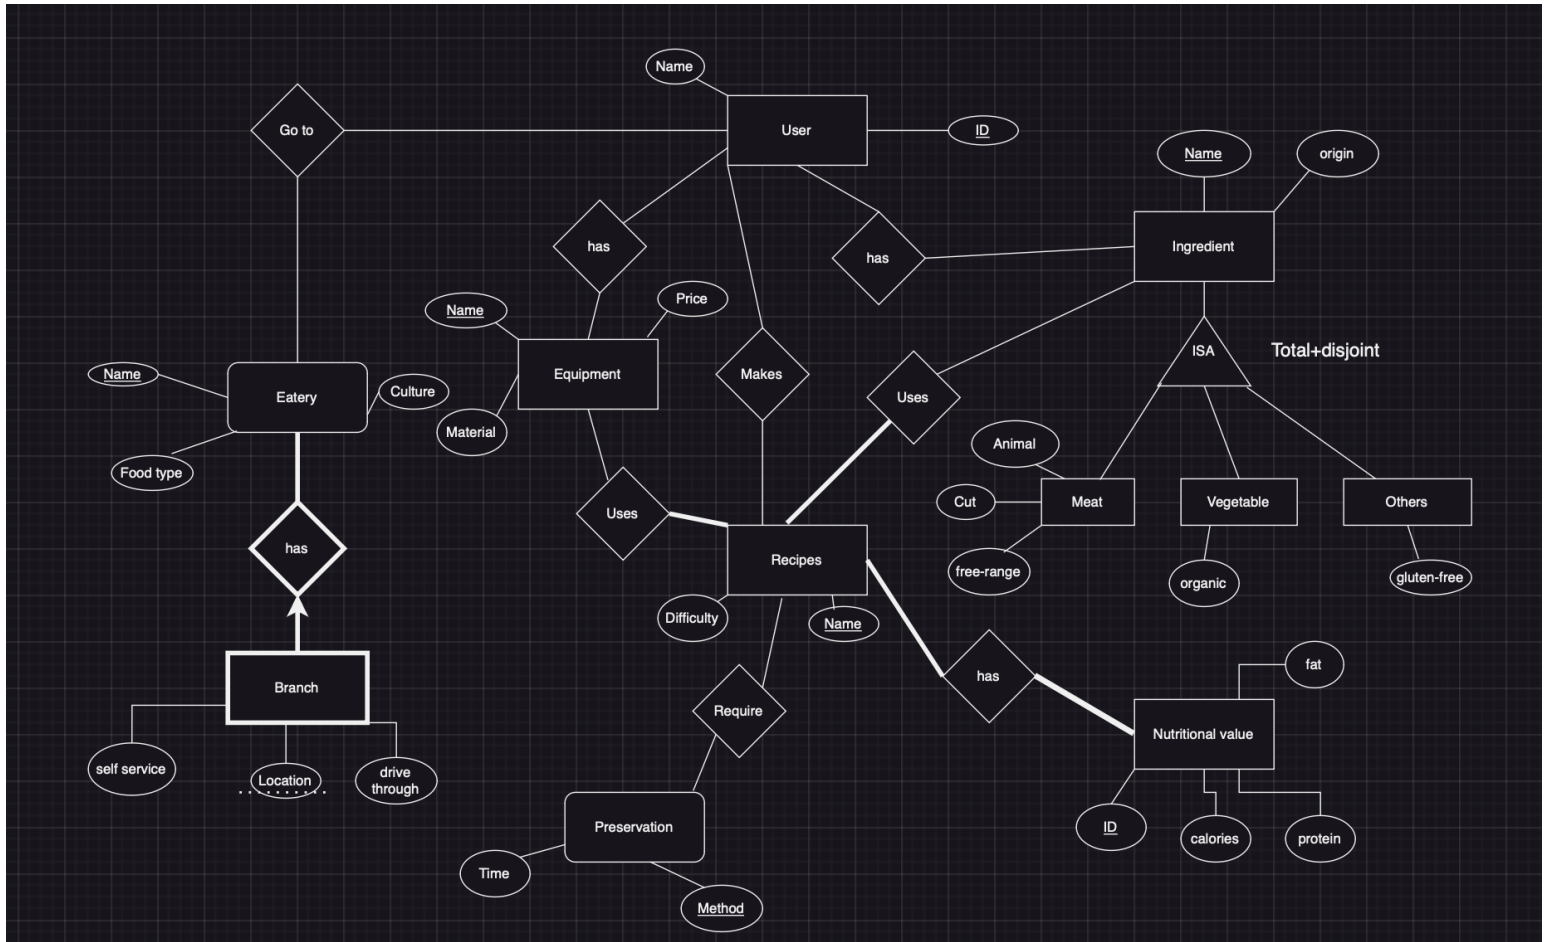 Name
Go to
User
ID
Name
origin
has
has
Ingredient
Name
Price
ISA
Total+disjoint
Name
Eatery
Culture
Equipment
Makes
Uses
Material
Food type
Animal
Uses
Cut
Meat
Vegetable
Others
has
Recipes
free-range
organic
gluten-free
Difficulty
Name
has
fat
Branch
Require
Nutritional value
self service
Location
drive
through
Preservation
ID
calories
protein
Time
Method